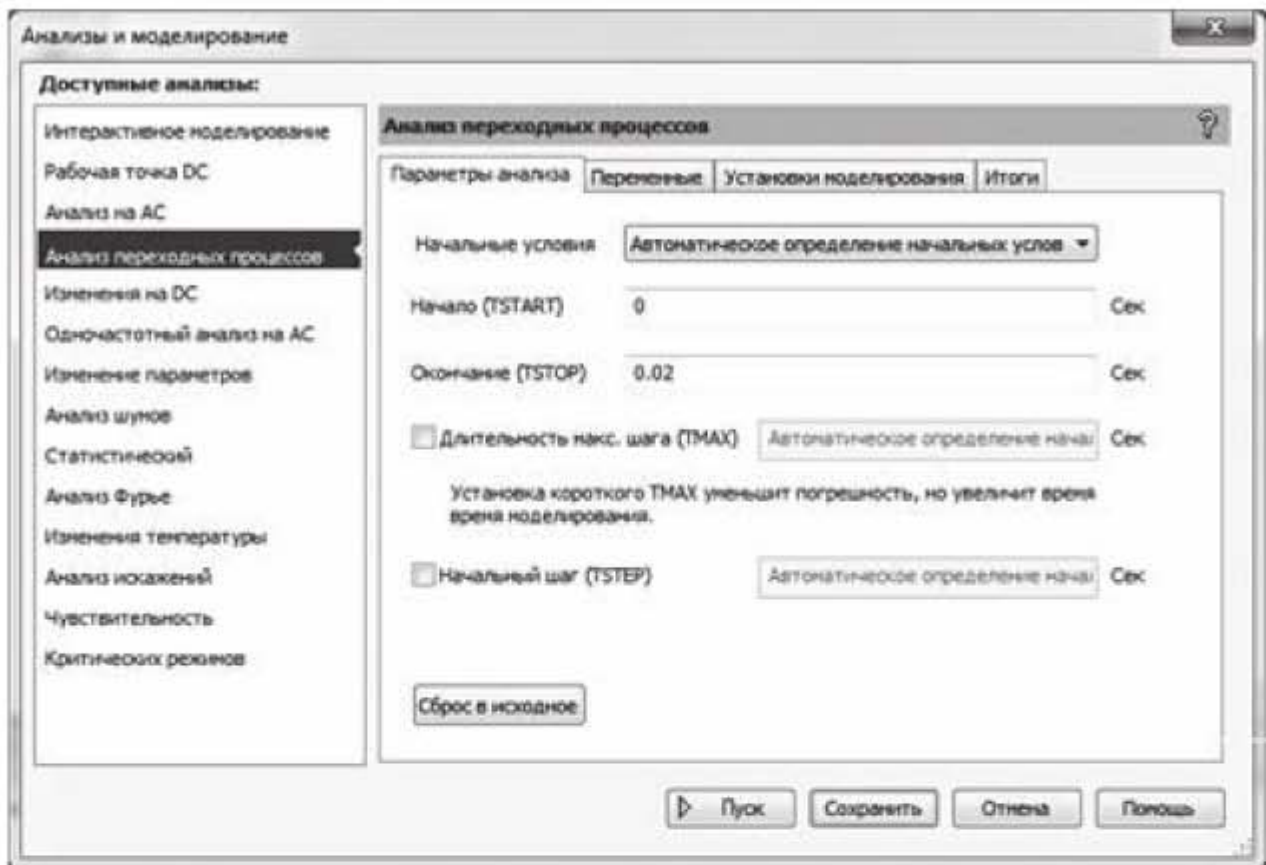 Анализы и моделирование
Доступные анализы:
Интерактивное моделирование
Рабочая точка DC
Анализ на AC
Анализ переходных процессов
Изменения на DC
Одночастотный анализ на AC
Изменение параметров
Анализ шумов
Статистический
Анализ Фурье
Изменения температуры
Анализ искажений
Чувствительность
Критических режимов
Анализ переходных процессов
?
Параметры анализа
Переменные
Установки моделирования
Итоги
Начальные условия
Автоматическое определение начальных услов
Начало (TSTART)
0
Сек
Окончание (TSTOP)
0.02
Сек
Длительность макс. шага (TMAX)
Автоматическое определение начал
Сек
Установка короткого TMAX уменьшит погрешность, но увеличит время
время моделирования.
Начальный шаг (TSTEP)
Автоматическое определение начал
Сек
Сброс в исходное
Пуск
Сохранить
Отмена
Помощь